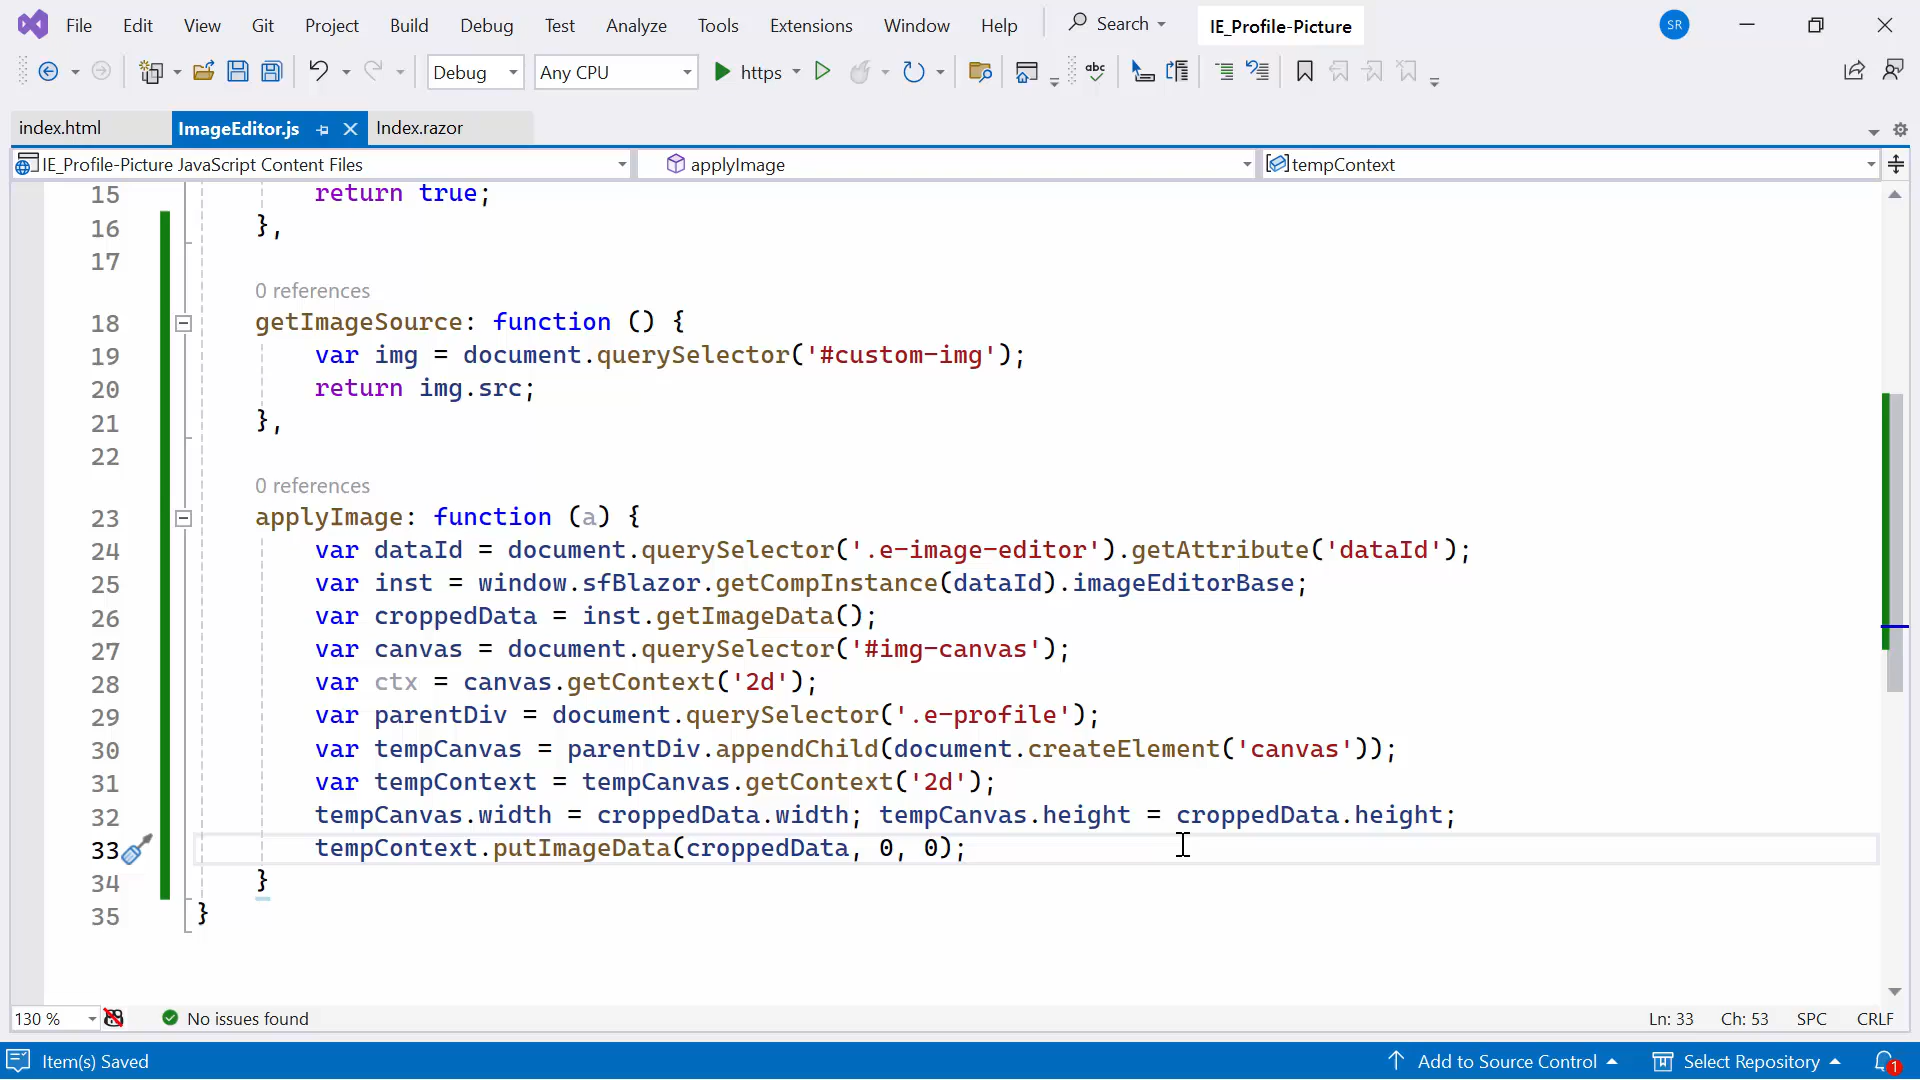 File Edit View Git Project Build Debug Test Analyze Tools Extensions Window Help Search IE_Profile-Picture SR
Debug Any CPU https
index.html ImageEditor.js Index.razor
IE_Profile-Picture JavaScript Content Files applyImage tempContext
15 return true;
16 },
17
0 references
18 getImageSource: function () {
19 var img = document.querySelector('#custom-img');
20 return img.src;
21 },
22
0 references
23 applyImage: function (a) {
24 var dataId = document.querySelector('.e-image-editor').getAttribute('dataId');
25 var inst = window.sfBlazor.getCompInstance(dataId).imageEditorBase;
26 var croppedData = inst.getImageData();
27 var canvas = document.querySelector('#img-canvas');
28 var ctx = canvas.getContext('2d');
29 var parentDiv = document.querySelector('.e-profile');
30 var tempCanvas = parentDiv.appendChild(document.createElement('canvas'));
31 var tempContext = tempCanvas.getContext('2d');
32 tempCanvas.width = croppedData.width; tempCanvas.height = croppedData.height;
33 tempContext.putImageData(croppedData, 0, 0);
34 }
35 }
130 % No issues found Ln: 33 Ch: 53 SPC CRLF
Item(s) Saved Add to Source Control Select Repository 1